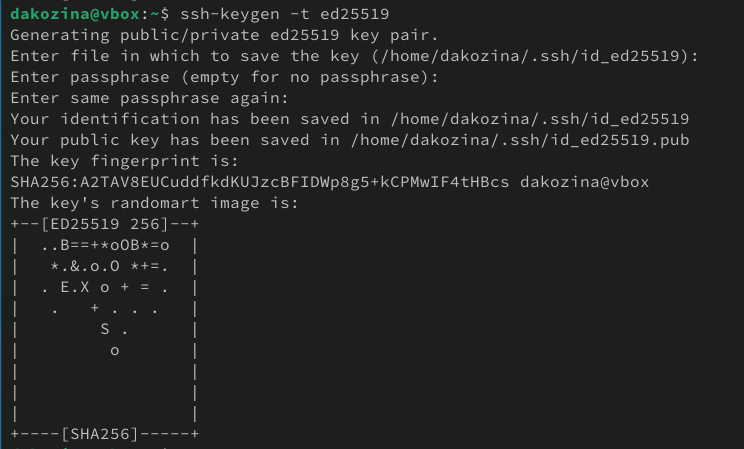 dakozina@vbox:~$ ssh-keygen -t ed25519
Generating public/private ed25519 key pair.
Enter file in which to save the key (/home/dakozina/.ssh/id_ed25519):
Enter passphrase (empty for no passphrase):
Enter same passphrase again:
Your identification has been saved in /home/dakozina/.ssh/id_ed25519
Your public key has been saved in /home/dakozina/.ssh/id_ed25519.pub
The key fingerprint is:
SHA256:A2TAV8EUCuddfkdKUJzcBFIDWp8g5+kCPMwIF4tHBcs dakozina@vbox
The key's randomart image is:
+--[ED25519 256]--+
|  ..B==+*oOB*=o  |
|   *.&.o.O *+=.  |
|  . E.X o + = .  |
|   .   + . . .   |
|        S .      |
|         o       |
|                 |
|                 |
|                 |
+----[SHA256]-----+